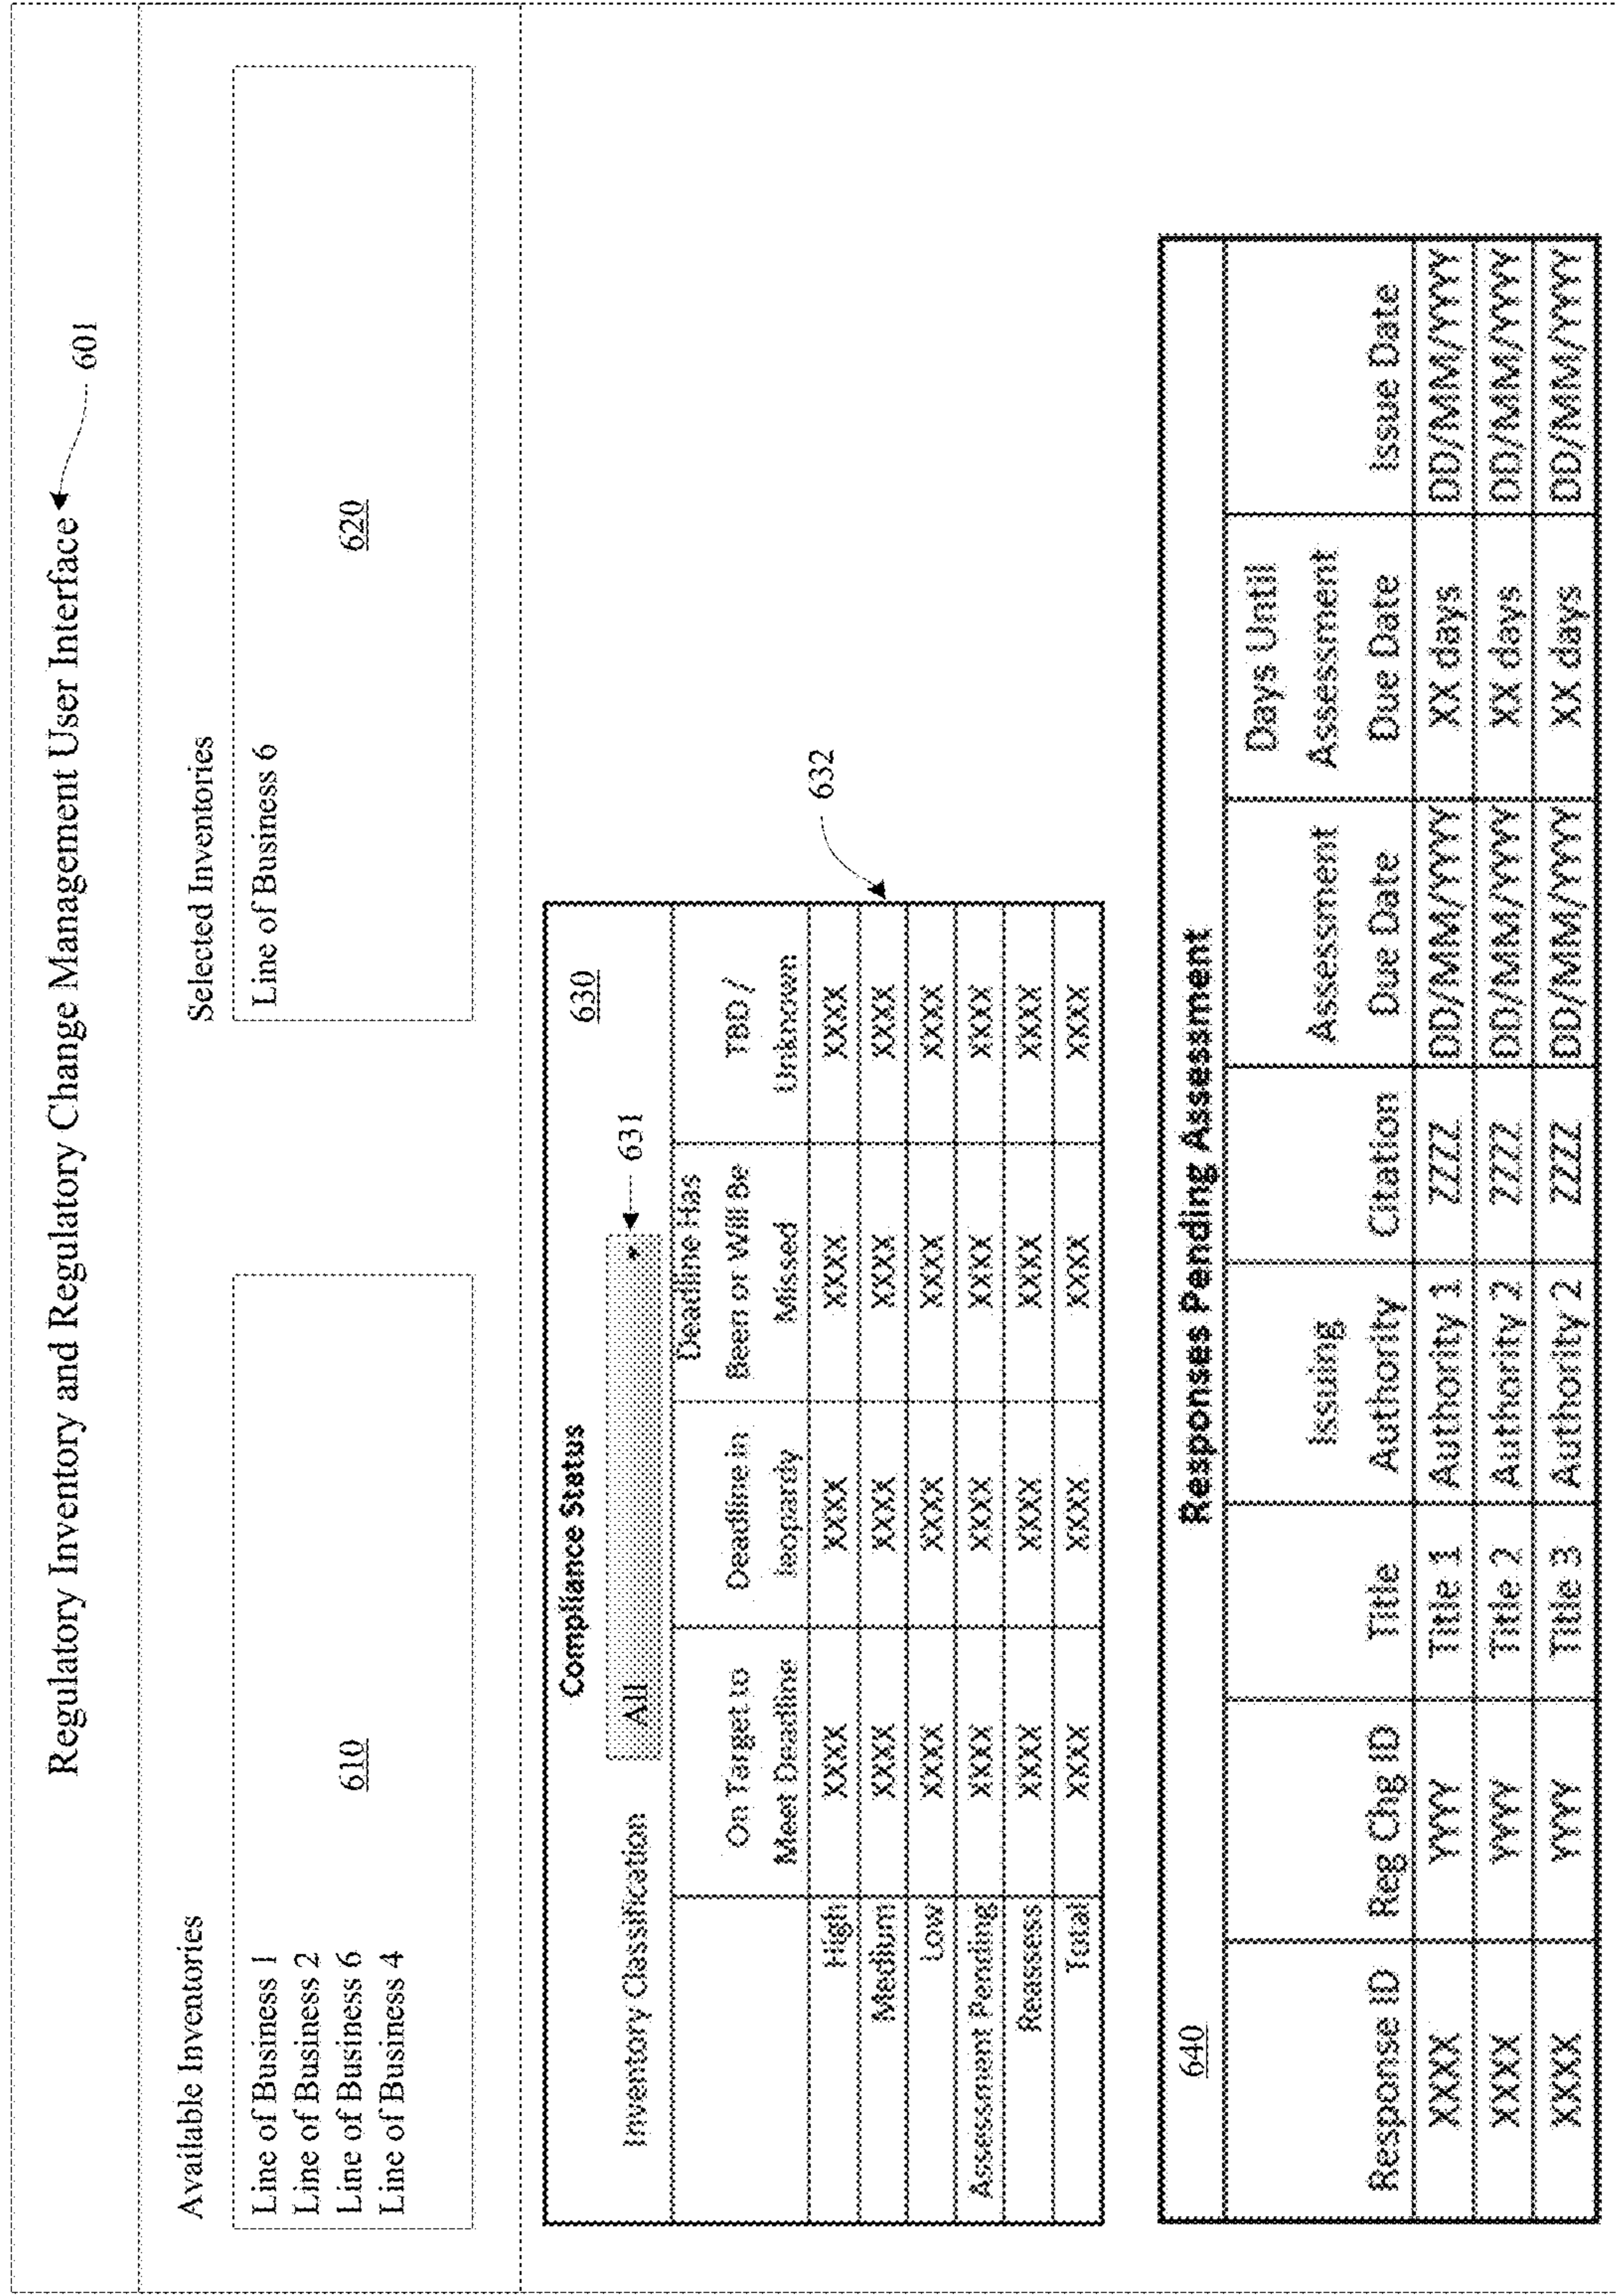 Regulatory Inventory and Regulatory Change Management User Interface
601
Available Inventories
Selected Inventories
Line of Business 1
Line of Business 2
Line of Business 6
Line of Business 4
610
Line of Business 6
620
Compliance Status
630
Inventory Classification
All
631
On Target to Meet Deadline
Deadline in Jeopardy
Deadline Has Been or Will Be Missed
TBD / Unknown
632
High XXXX XXXX XXXX XXXX
Medium XXXX XXXX XXXX XXXX
Low XXXX XXXX XXXX XXXX
Assessment Pending XXXX XXXX XXXX XXXX
Reassess XXXX XXXX XXXX XXXX
Total XXXX XXXX XXXX XXXX
640
Responses Pending Assessment
Response ID
Reg Chg ID
Title
Issuing Authority
Citation
Assessment Due Date
Days Until Assessment Due Date
Issue Date
XXXX YYYY Title 1 Authority 1 ZZZZ DD/MM/YYYY XX days DD/MM/YYYY
XXXX YYYY Title 2 Authority 2 ZZZZ DD/MM/YYYY XX days DD/MM/YYYY
XXXX YYYY Title 3 Authority 2 ZZZZ DD/MM/YYYY XX days DD/MM/YYYY